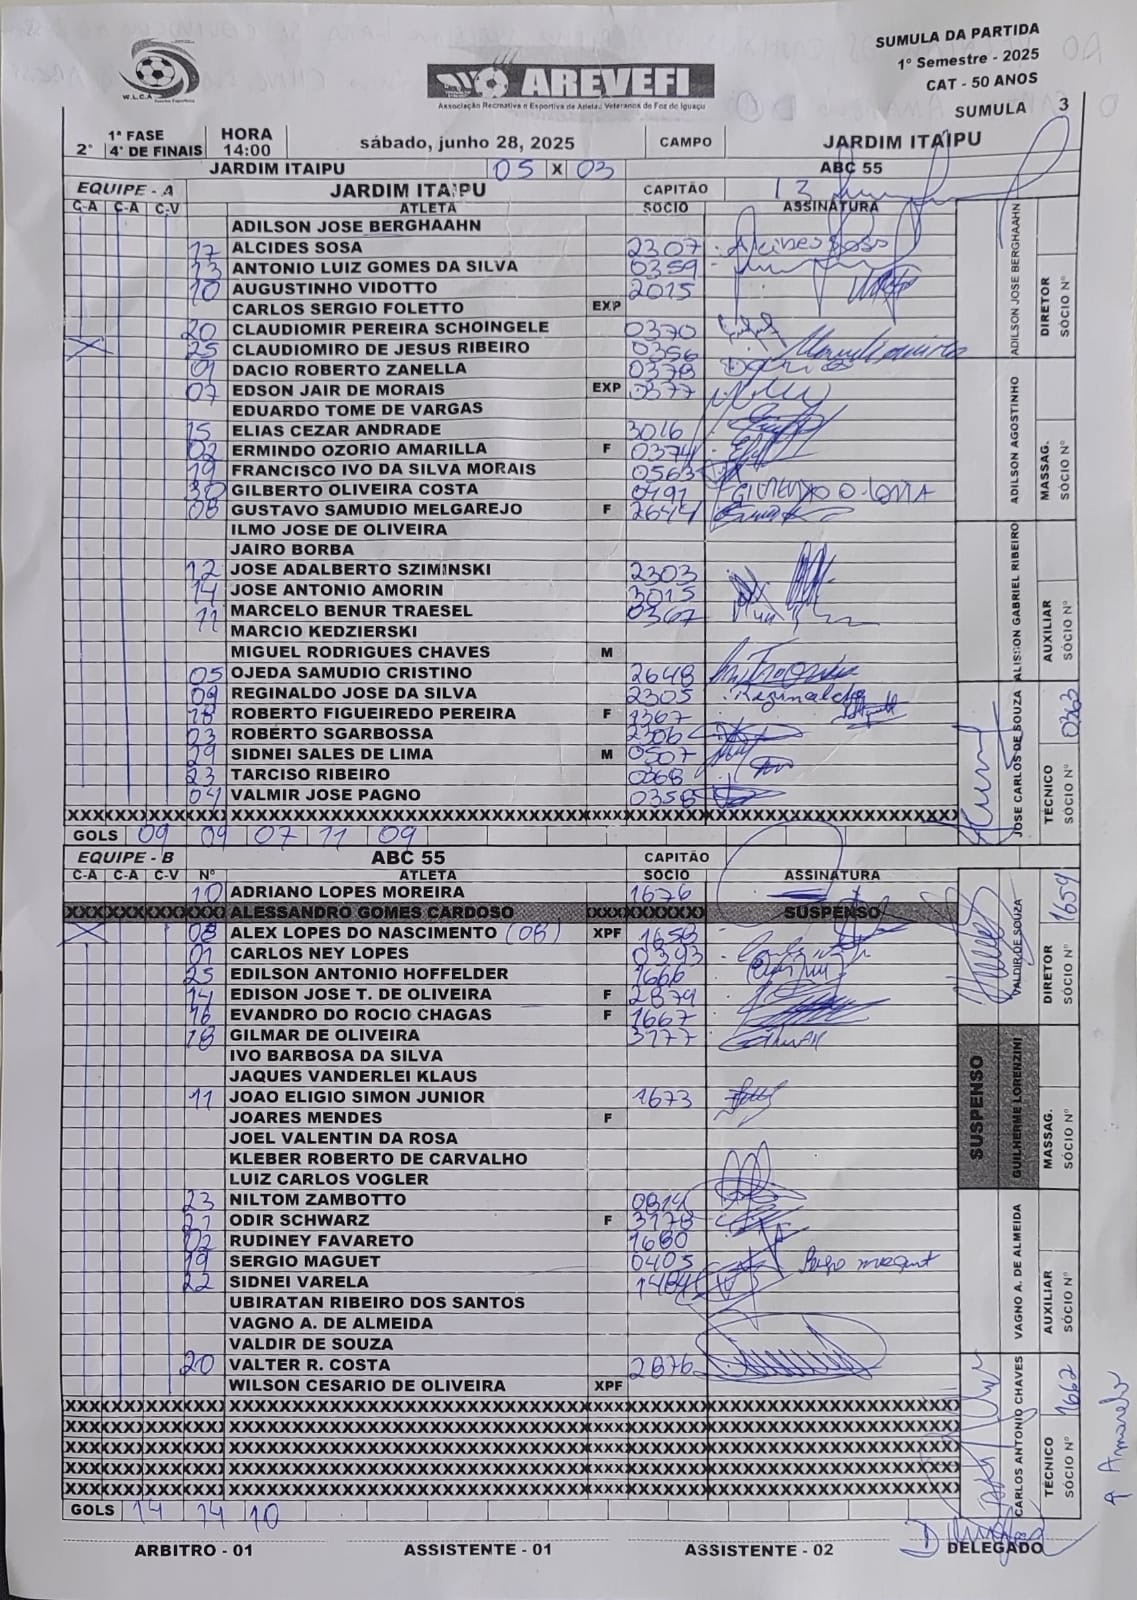 SUMULA DA PARTIDA
1º Semestre - 2025
CAT - 50 ANOS
SUMULA 3
W.L.C.A
AREVEFI
Associação Recreativa e Esportiva de Atletas Veteranos de Foz do Iguaçu
2ª 1ª FASE 4ª DE FINAIS HORA 14:00 sábado, junho 28, 2025 CAMPO JARDIM ITAIPU
JARDIM ITAIPU 05 X 03 ABC 55
EQUIPE - A JARDIM ITAIPU CAPITÃO 13
C-A C-A C-V ATLETA SÓCIO ASSINATURA
ADILSON JOSE BERGHAAHN
17 ALCIDES SOSA 2307 Alcides Sosa
13 ANTONIO LUIZ GOMES DA SILVA 0359
10 AUGUSTINHO VIDOTTO 2015
CARLOS SERGIO FOLETTO EXP
20 CLAUDIOMIR PEREIRA SCHOINGELE 0370
25 CLAUDIOMIRO DE JESUS RIBEIRO 0356
01 DACIO ROBERTO ZANELLA 0378
07 EDSON JAIR DE MORAIS EXP 0377
EDUARDO TOME DE VARGAS
15 ELIAS CEZAR ANDRADE 3016
02 ERMINDO OZORIO AMARILLA F 0374
19 FRANCISCO IVO DA SILVA MORAIS 0563
30 GILBERTO OLIVEIRA COSTA 0491
08 GUSTAVO SAMUDIO MELGAREJO F 2644
ILMO JOSE DE OLIVEIRA
JAIRO BORBA
12 JOSE ADALBERTO SZIMINSKI 2303
14 JOSE ANTONIO AMORIN 3015
11 MARCELO BENUR TRAESEL 0367
MARCIO KEDZIERSKI
MIGUEL RODRIGUES CHAVES M
05 OJEDA SAMUDIO CRISTINO 2648
09 REGINALDO JOSE DA SILVA 2305 Reginaldo
18 ROBERTO FIGUEIREDO PEREIRA F 1367
03 ROBERTO SGARBOSSA 2306
29 SIDNEI SALES DE LIMA M 0507
23 TARCISO RIBEIRO 0368
04 VALMIR JOSE PAGNO 0358
GOLS 09 09 07 11 09
ADILSON JOSE BERGHAAHN DIRETOR SÓCIO Nº
ADILSON AGOSTINHO MASSAG. SÓCIO Nº
ALISSON GABRIEL RIBEIRO AUXILIAR SÓCIO Nº
JOSE CARLOS DE SOUZA TÉCNICO SÓCIO Nº 0363
EQUIPE - B ABC 55 CAPITÃO
C-A C-A C-V Nº ATLETA SÓCIO ASSINATURA
10 ADRIANO LOPES MOREIRA 1676
ALESSANDRO GOMES CARDOSO SUSPENSO
08 ALEX LOPES DO NASCIMENTO (08) XPF 1658
01 CARLOS NEY LOPES 0393
25 EDILSON ANTONIO HOFFELDER 1666
14 EDISON JOSE T. DE OLIVEIRA F 2879
16 EVANDRO DO ROCIO CHAGAS F 1667
18 GILMAR DE OLIVEIRA 3177
IVO BARBOSA DA SILVA
JAQUES VANDERLEI KLAUS
11 JOAO ELIGIO SIMON JUNIOR 1673
JOARES MENDES F
JOEL VALENTIN DA ROSA
KLEBER ROBERTO DE CARVALHO
LUIZ CARLOS VOGLER
23 NILTOM ZAMBOTTO 0814
21 ODIR SCHWARZ F 3178
02 RUDINEY FAVARETO 1680
19 SERGIO MAGUET 0405
22 SIDNEI VARELA 1484
UBIRATAN RIBEIRO DOS SANTOS
VAGNO A. DE ALMEIDA
VALDIR DE SOUZA
20 VALTER R. COSTA 2876
WILSON CESARIO DE OLIVEIRA XPF
GOLS 14 14 10
VALDIR DE SOUZA DIRETOR SÓCIO Nº 1659
SUSPENSO GUILHERME LORENZINI MASSAG. SÓCIO Nº
VAGNO A. DE ALMEIDA AUXILIAR SÓCIO Nº
CARLOS ANTONIO CHAVES TÉCNICO SÓCIO Nº 1662
Amarelo
ARBITRO - 01 ASSISTENTE - 01 ASSISTENTE - 02 DELEGADO